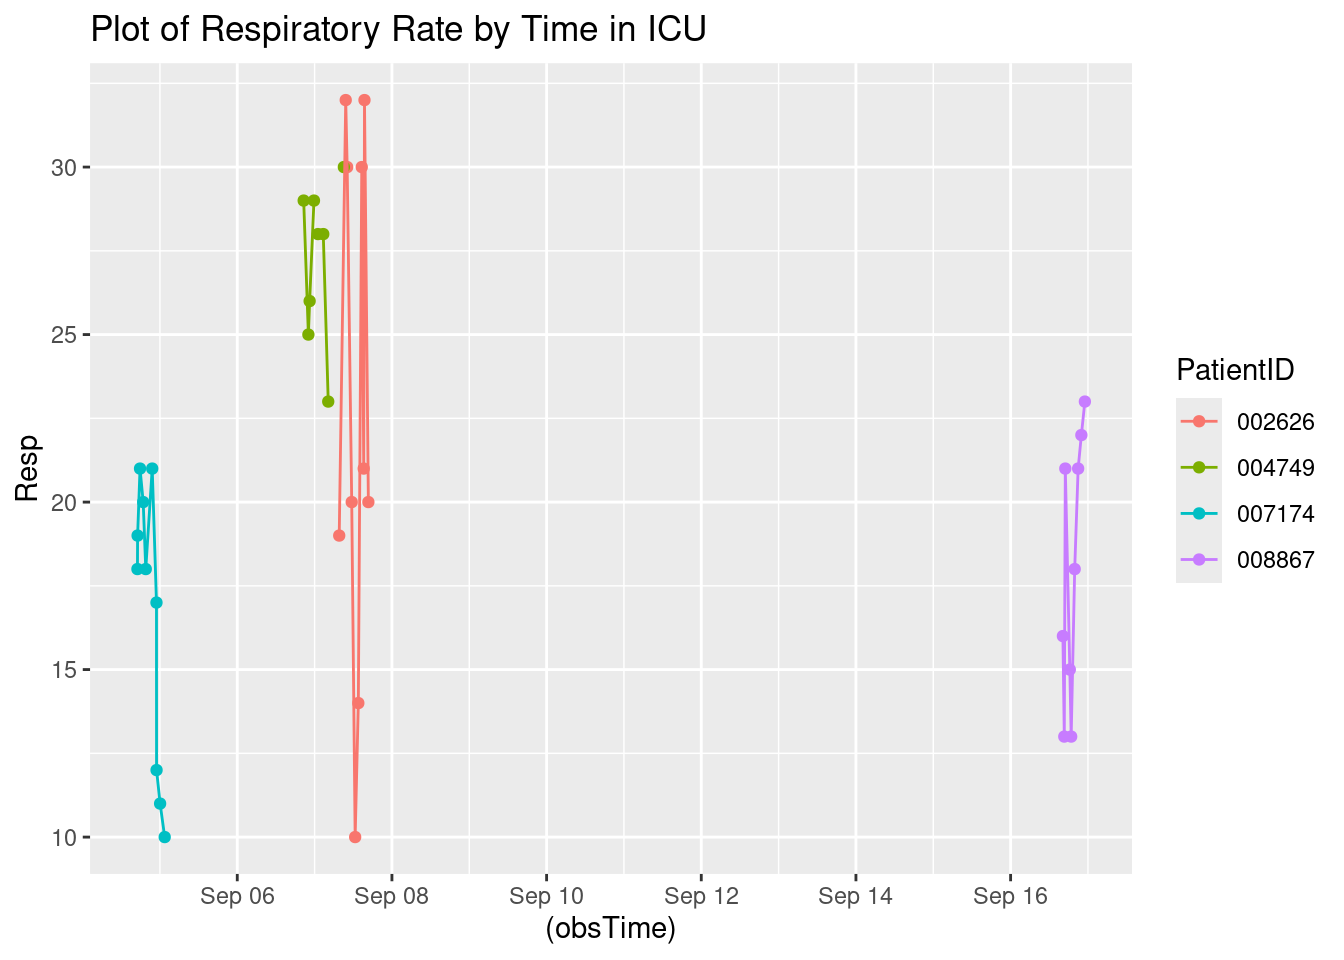 Plot of Respiratory Rate by Time in ICU
30
25
20
15
10
Resp
Sep 06 Sep 08 Sep 10 Sep 12 Sep 14 Sep 16
(obsTime)
PatientID
002626
004749
007174
008867